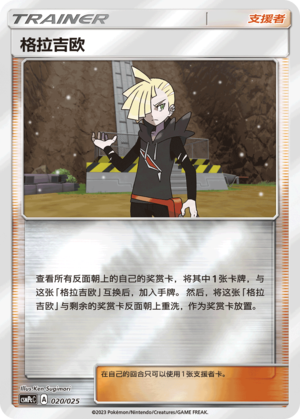 TRAINER
支援者
格拉吉欧
查看所有反面朝上的自己的奖赏卡，将其中1张卡牌，与
这张「格拉吉欧」互换后，加入手牌。然后，将这张「格拉
吉欧」与剩余的奖赏卡反面朝上重洗，作为奖赏卡放置。
Illus. Ken Sugimori
在自己的回合只可以使用1张支援者卡。
CSMPcC A 020/025
©2023 Pokémon/Nintendo/Creatures/GAME FREAK.